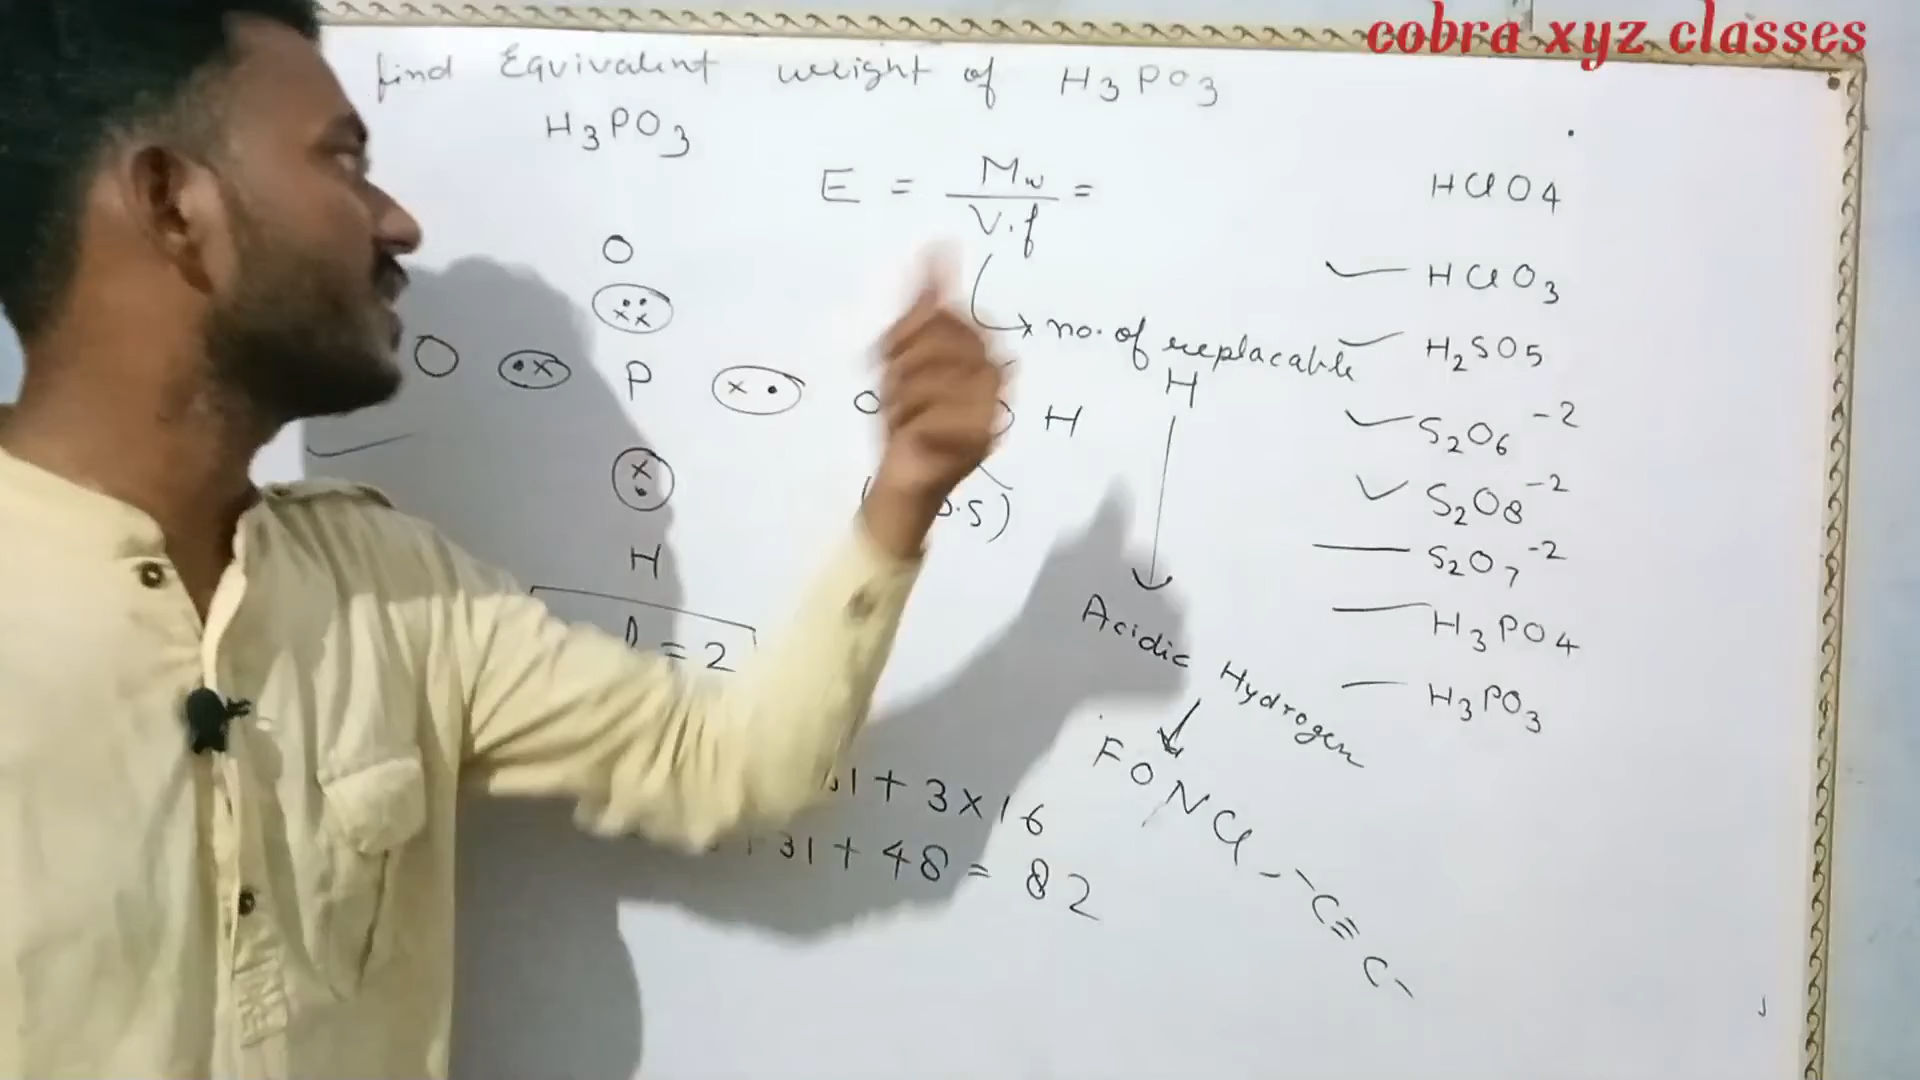 cobra xyz classes
find Equivalent weight of H3PO3
H3PO3
E = Mw / V.f =
no. of replacable
H
Acidic Hydrogen
F O N Cl
C≡C
O
P
O
H
H
= 2
31 + 3×16
31 + 48 = 82
HClO4
HClO3
H2SO5
S2O6 -2
S2O8 -2
S2O7 -2
H3PO4
H3PO3